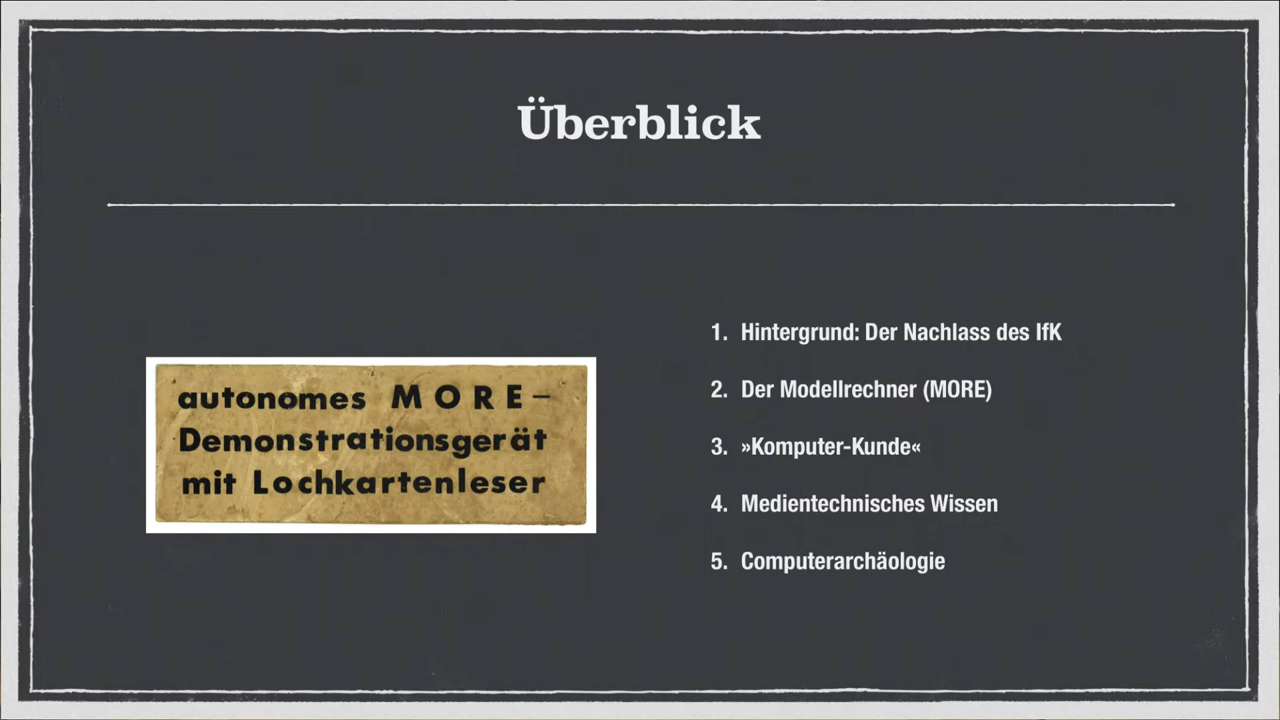 Überblick
autonomes MORE–
Demonstrationsgerät
mit Lochkartenleser
1. Hintergrund: Der Nachlass des IfK
2. Der Modellrechner (MORE)
3. »Komputer-Kunde«
4. Medientechnisches Wissen
5. Computerarchäologie